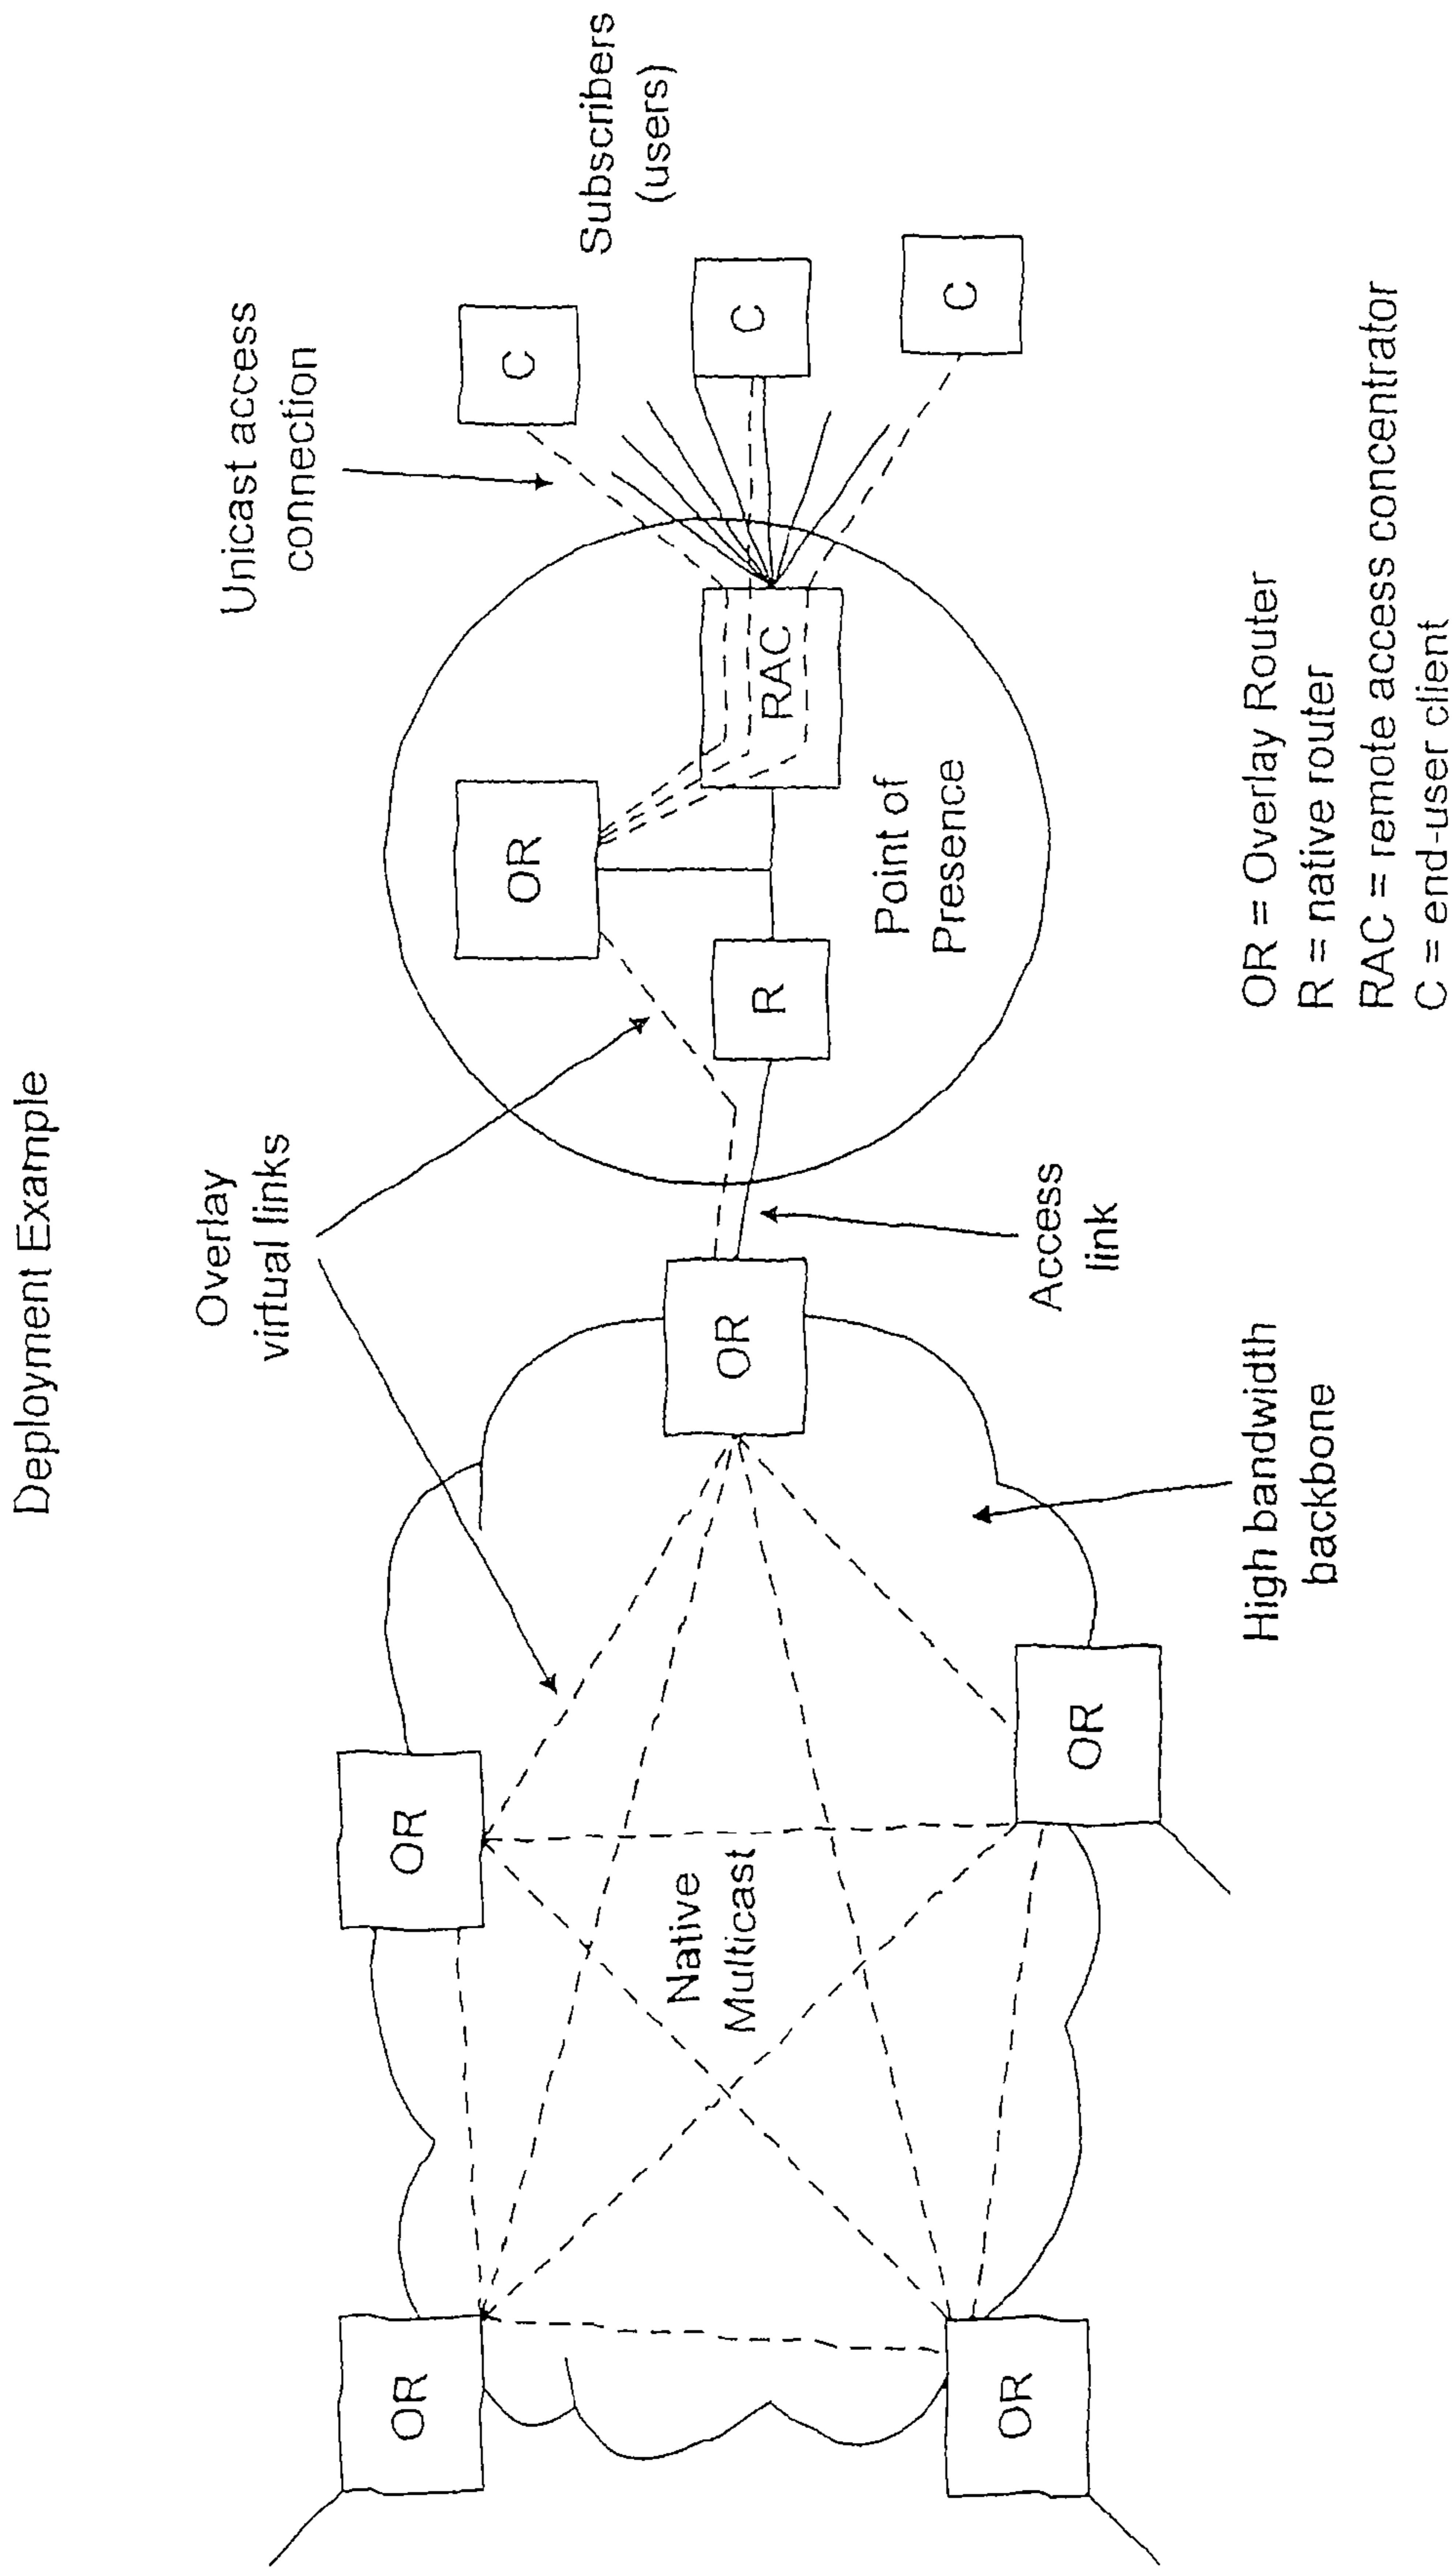 Deployment Example
Overlay
virtual links
Unicast access
connection
Subscribers
(users)
OR
OR
OR
C
C
C
OR
R
RAC
Native
Multicast
Point of
Presence
Access
link
OR
OR
High bandwidth
backbone
OR = Overlay Router
R = native router
RAC = remote access concentrator
C = end-user client